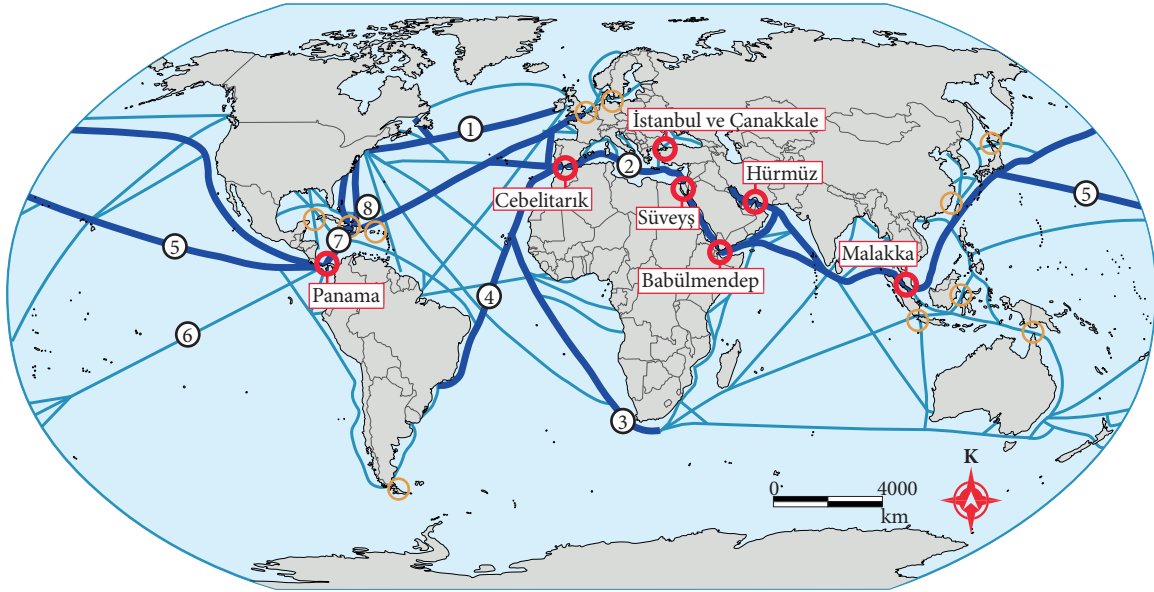 1
İstanbul ve Çanakkale
2
Hürmüz
Cebelitarık
Süveyş
8
7
5
5
Malakka
Babülmendep
Panama
4
6
3
K
0
4000
km